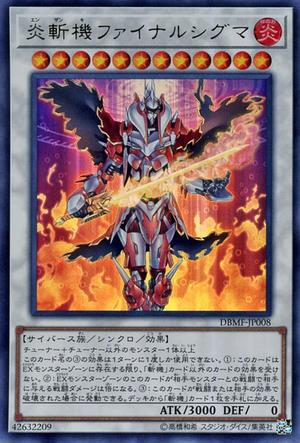 炎斬機ファイナルシグマ
炎
DBMF-JP008
【サイバース族/シンクロ/効果】
チューナー+チューナー以外のモンスター1体以上
このカード名の③の効果は1ターンに1度しか使用できない。①:このカードは
EXモンスターゾーンに存在する限り、「斬機」カード以外のカードの効果を受け
ない。②:EXモンスターゾーンのこのカードが相手モンスターとの戦闘で相手
に与える戦闘ダメージは倍になる。③:このカードが戦闘または相手の効果で
破壊された場合に発動できる。デッキから「斬機」カード1枚を手札に加える。
ATK/3000 DEF/ 0
42632209
©高橋和希 スタジオ・ダイス/集英社